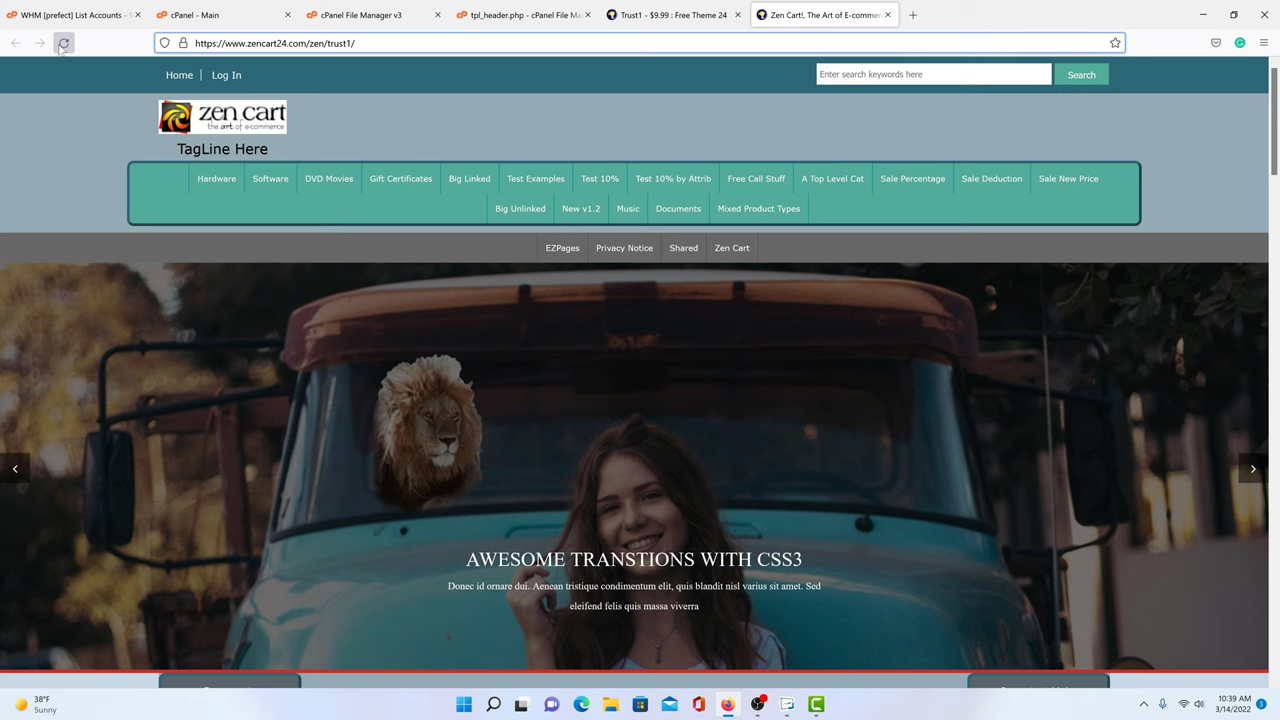 WHM [prefect] List Accounts - S
cPanel - Main
cPanel File Manager v3
tpl_header.php - cPanel File Ma
Trust1 - $9.99 : Free Theme 24
Zen Cart!, The Art of E-comme
https://www.zencart24.com/zen/trust1/
Home
Log In
Enter search keywords here
Search
zen cart
the art of e-commerce
TagLine Here
Hardware
Software
DVD Movies
Gift Certificates
Big Linked
Test Examples
Test 10%
Test 10% by Attrib
Free Call Stuff
A Top Level Cat
Sale Percentage
Sale Deduction
Sale New Price
Big Unlinked
New v1.2
Music
Documents
Mixed Product Types
EZPages
Privacy Notice
Shared
Zen Cart
AWESOME TRANSTIONS WITH CSS3
Donec id ornare dui. Aenean tristique condimentum elit, quis blandit nisl varius sit amet. Sed
eleifend felis quis massa viverra
38°F
Sunny
10:39 AM
3/14/2022
3